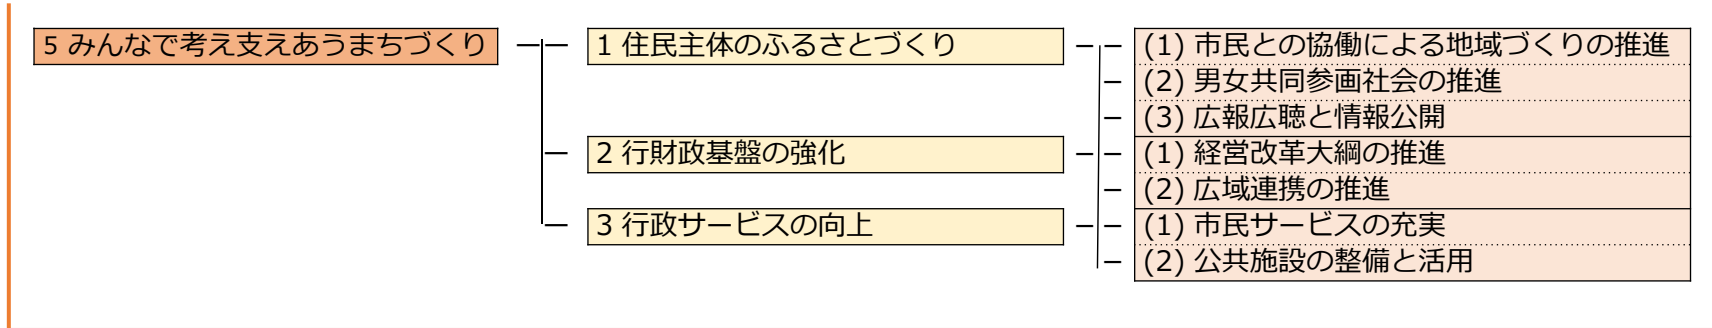 5 みんなで考え支えあうまちづくり
1 住民主体のふるさとづくり
(1) 市民との協働による地域づくりの推進
(2) 男女共同参画社会の推進
(3) 広報広聴と情報公開
2 行財政基盤の強化
(1) 経営改革大綱の推進
(2) 広域連携の推進
3 行政サービスの向上
(1) 市民サービスの充実
(2) 公共施設の整備と活用